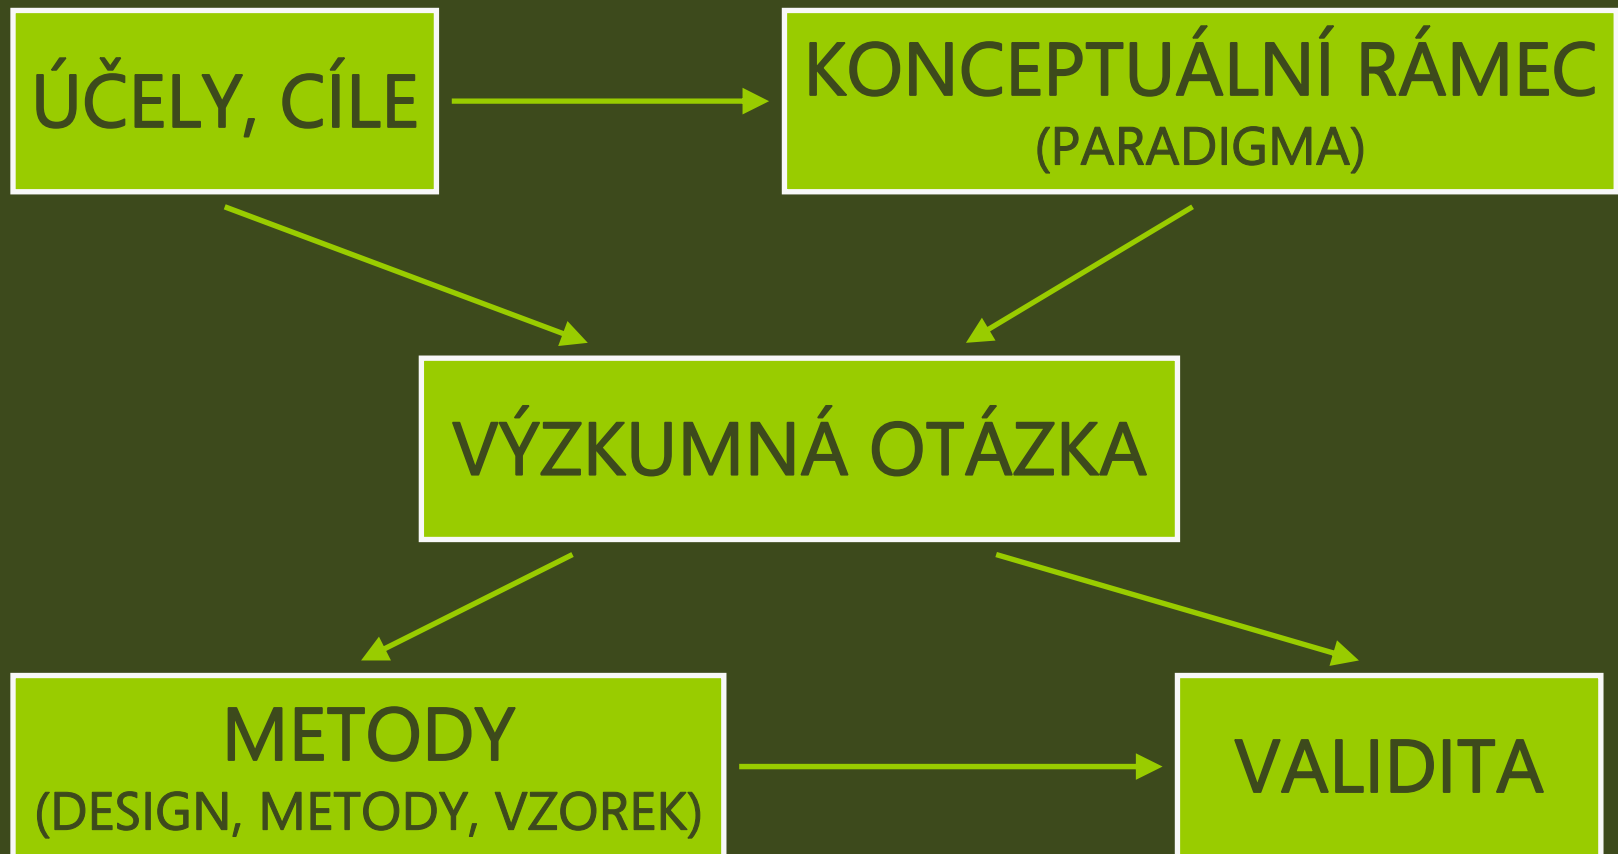 ÚČELY, CÍLE
KONCEPTUÁLNÍ RÁMEC
(PARADIGMA)
VÝZKUMNÁ OTÁZKA
METODY
(DESIGN, METODY, VZOREK)
VALIDITA